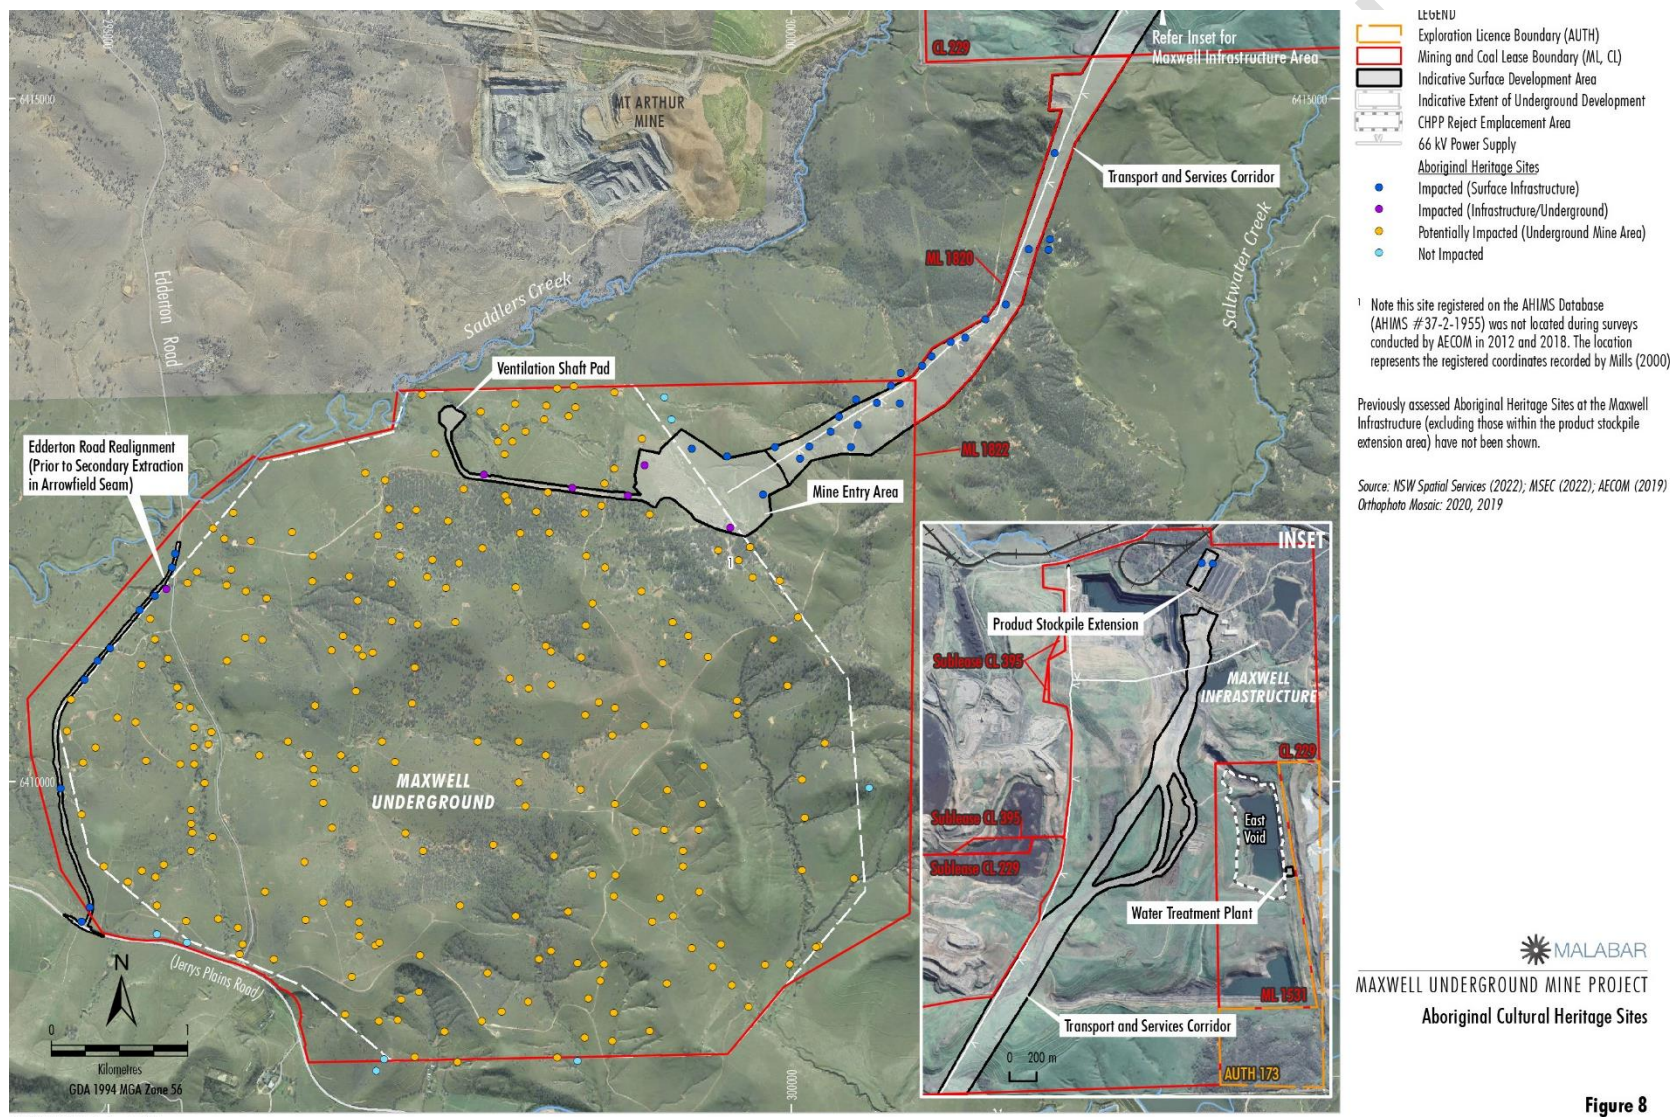 295000
300000
CL 229
Refer Inset for
Maxwell Infrastructure Area
6415000
6415000
MT ARTHUR
MINE
Transport and Services Corridor
Saltwater Creek
ML 1820
Edderton Road
Saddlers Creek
Ventilation Shaft Pad
Edderton Road Realignment
(Prior to Secondary Extraction
in Arrowfield Seam)
ML 1822
Mine Entry Area
1
6410000
MAXWELL
UNDERGROUND
(Jerrys Plains Road)
N
0 1
Kilometres
GDA 1994 MGA Zone 56
300000
INSET
Product Stockpile Extension
Sublease CL 395
MAXWELL
INFRASTRUCTURE
CL 229
Sublease CL 395
East
Void
Sublease CL 229
Water Treatment Plant
ML 1531
Transport and Services Corridor
0 200 m
AUTH 173
LEGEND
Exploration Licence Boundary (AUTH)
Mining and Coal Lease Boundary (ML, CL)
Indicative Surface Development Area
Indicative Extent of Underground Development
CHPP Reject Emplacement Area
66 kV Power Supply
Aboriginal Heritage Sites
Impacted (Surface Infrastructure)
Impacted (Infrastructure/Underground)
Potentially Impacted (Underground Mine Area)
Not Impacted
1 Note this site registered on the AHIMS Database
(AHIMS #37-2-1955) was not located during surveys
conducted by AECOM in 2012 and 2018. The location
represents the registered coordinates recorded by Mills (2000)
Previously assessed Aboriginal Heritage Sites at the Maxwell
Infrastructure (excluding those within the product stockpile
extension area) have not been shown.
Source: NSW Spatial Services (2022); MSEC (2022); AECOM (2019)
Orthophoto Mosaic: 2020, 2019
MALABAR
MAXWELL UNDERGROUND MINE PROJECT
Aboriginal Cultural Heritage Sites
Figure 8